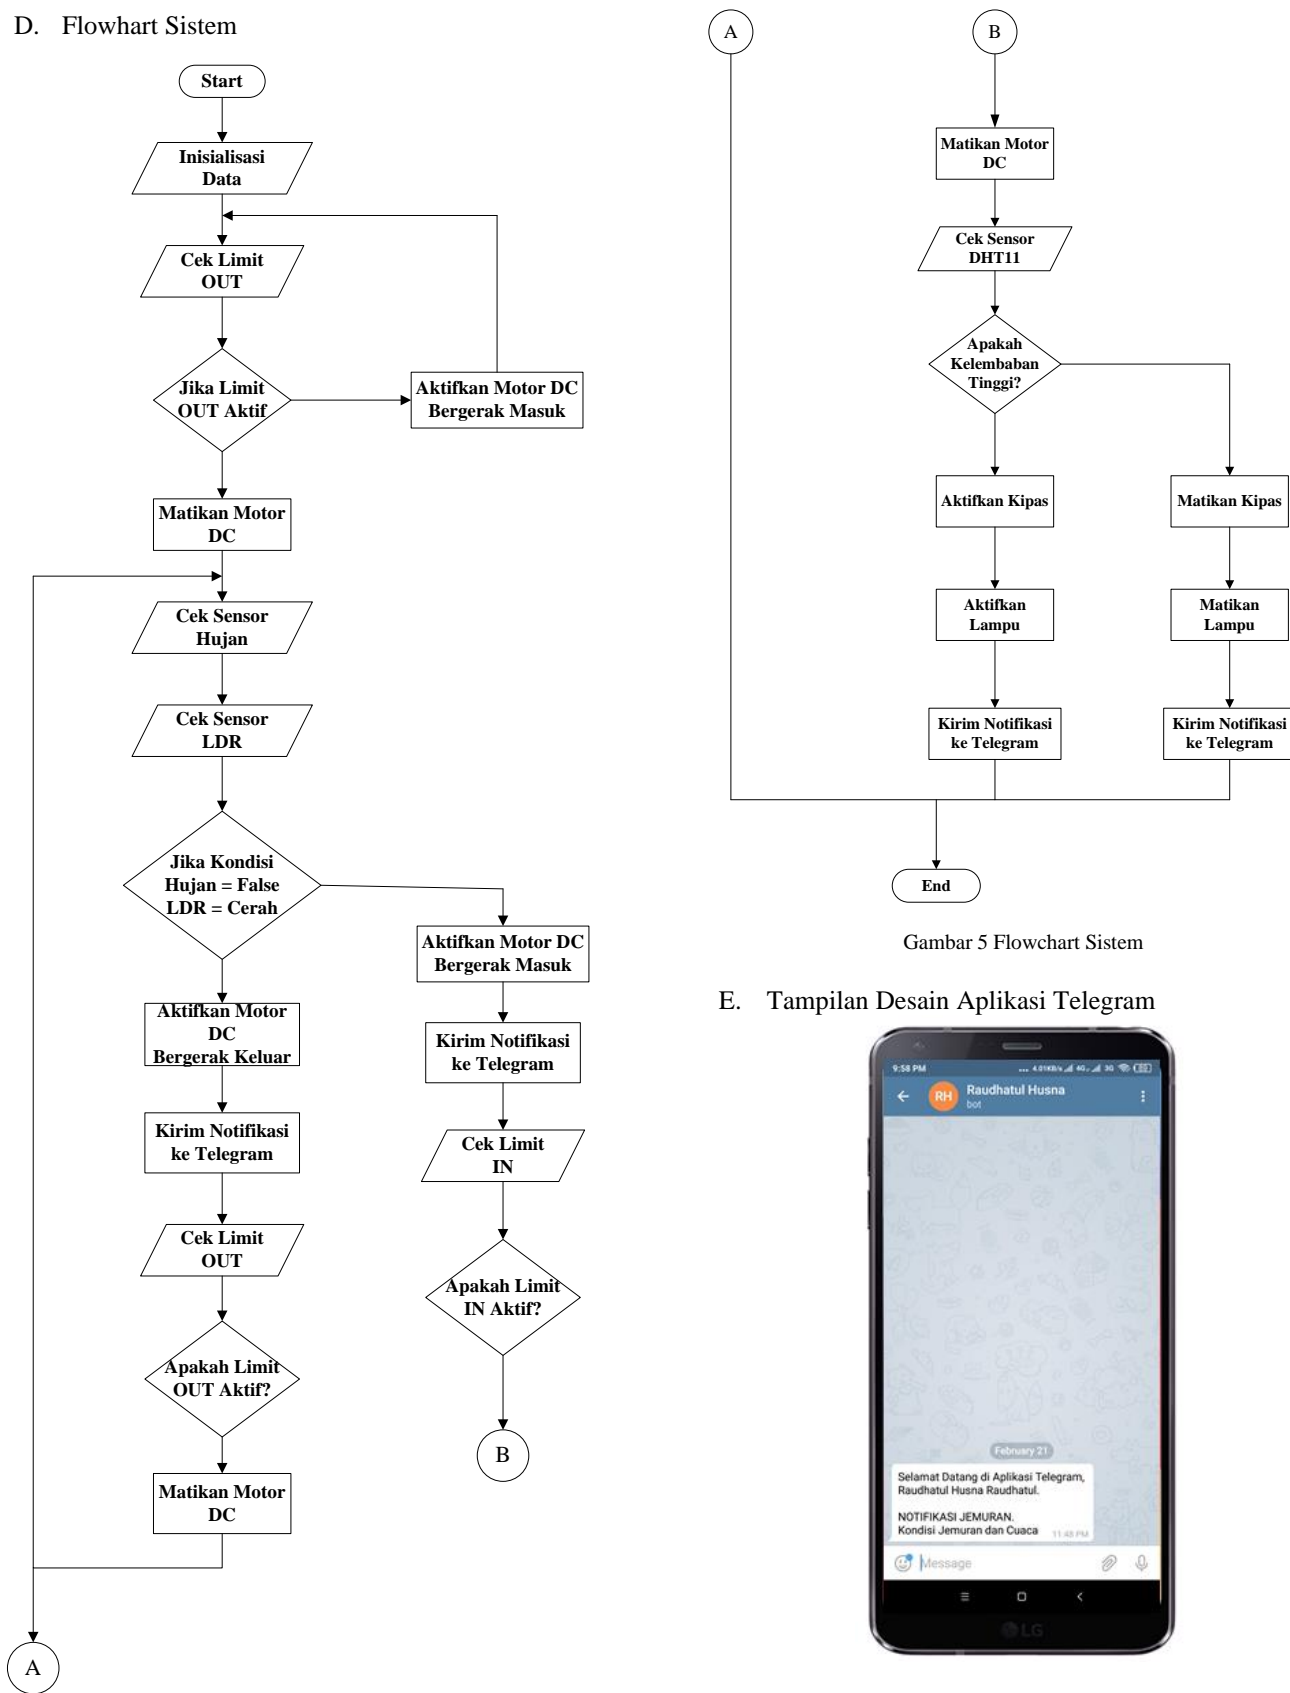 D. Flowhart Sistem
Start
Inisialisasi
Data
Cek Limit
OUT
Jika Limit
OUT Aktif
Aktifkan Motor DC
Bergerak Masuk
Matikan Motor
DC
Cek Sensor
Hujan
Cek Sensor
LDR
Jika Kondisi
Hujan = False
LDR = Cerah
Aktifkan Motor
DC
Bergerak Keluar
Kirim Notifikasi
ke Telegram
Cek Limit
OUT
Apakah Limit
OUT Aktif?
Matikan Motor
DC
A
Aktifkan Motor DC
Bergerak Masuk
Kirim Notifikasi
ke Telegram
Cek Limit
IN
Apakah Limit
IN Aktif?
B
A
B
Matikan Motor
DC
Cek Sensor
DHT11
Apakah
Kelembaban
Tinggi?
Aktifkan Kipas
Aktifkan
Lampu
Kirim Notifikasi
ke Telegram
Matikan Kipas
Matikan
Lampu
Kirim Notifikasi
ke Telegram
End
Gambar 5 Flowchart Sistem
E. Tampilan Desain Aplikasi Telegram
9:58 PM ... 4.01KB/s 4G 3G
RH Raudhatul Husna
bot
February 21
Selamat Datang di Aplikasi Telegram,
Raudhatul Husna Raudhatul.
NOTIFIKASI JEMURAN.
Kondisi Jemuran dan Cuaca 11:48 PM
Message
LG